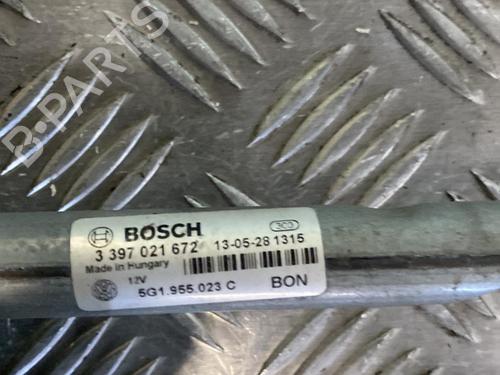 B-PARTS
BOSCH
3 397 021 672 13-05-28 1315
Made in Hungary
12V
5G1.955.023 C BON